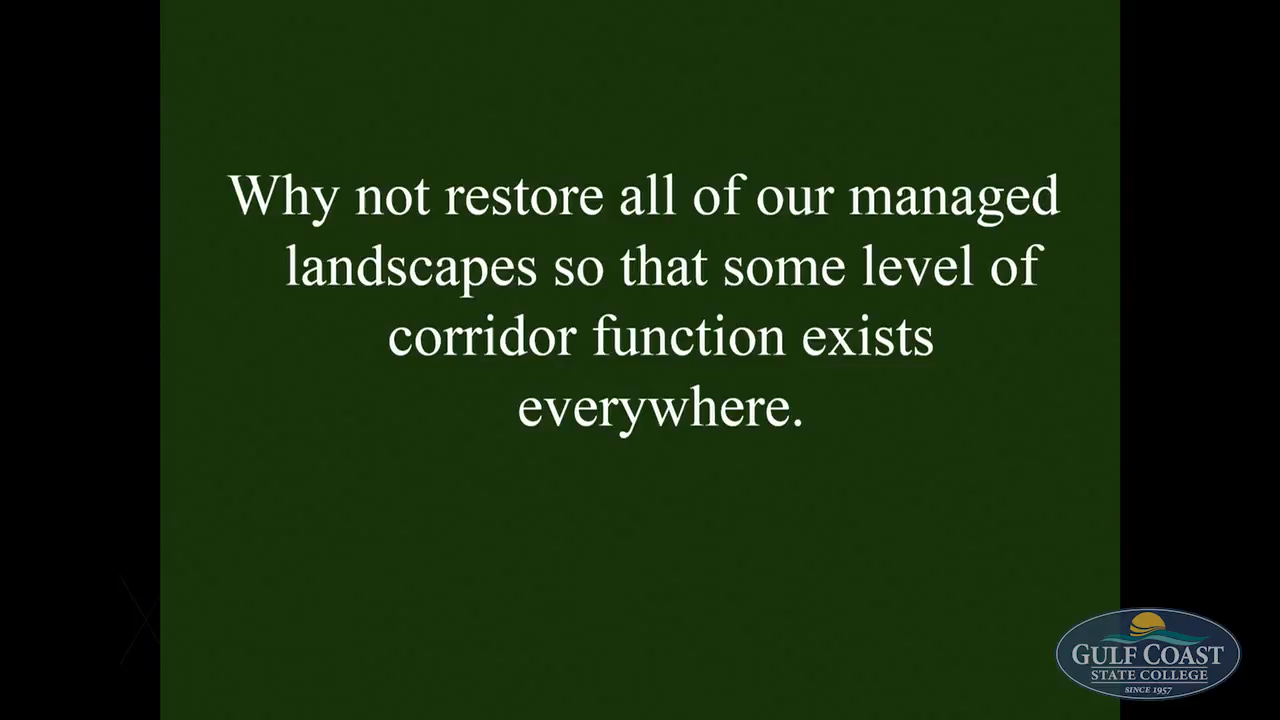 Why not restore all of our managed
landscapes so that some level of
corridor function exists
everywhere.
GULF COAST
STATE COLLEGE
SINCE 1957